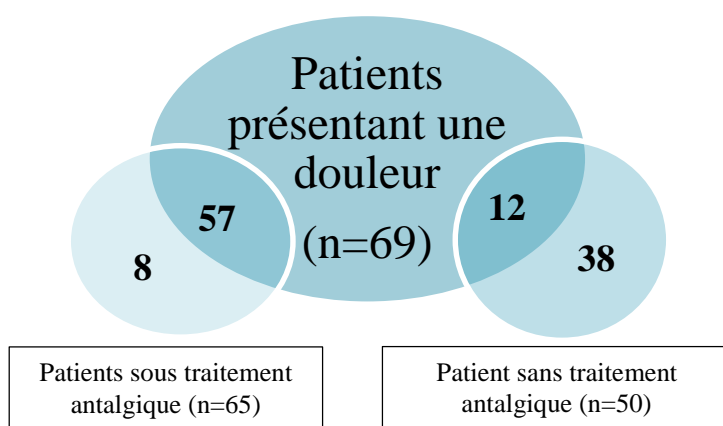 Patients
présentant une
douleur
(n=69)
57
12
8
38
Patients sous traitement
antalgique (n=65)
Patient sans traitement
antalgique (n=50)